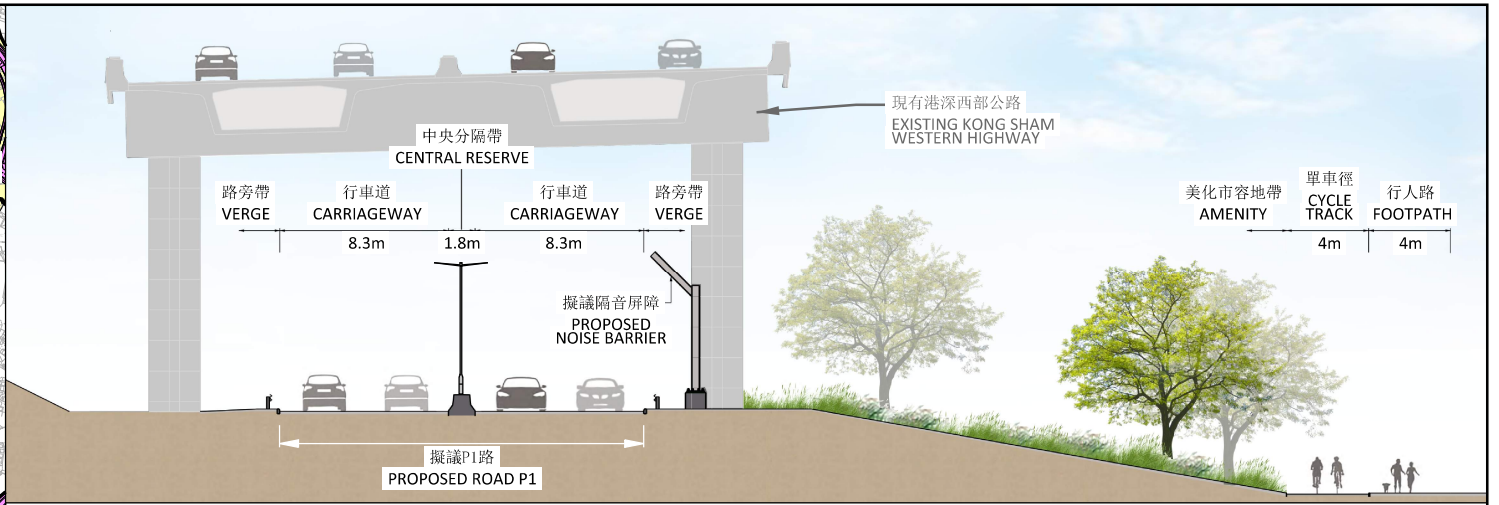 現有港深西部公路
EXISTING KONG SHAM
WESTERN HIGHWAY
中央分隔帶
CENTRAL RESERVE
路旁帶
VERGE
行車道
CARRIAGEWAY
8.3m
1.8m
行車道
CARRIAGEWAY
8.3m
路旁帶
VERGE
美化市容地帶
AMENITY
單車徑
CYCLE
TRACK
4m
行人路
FOOTPATH
4m
擬議隔音屏障
PROPOSED
NOISE BARRIER
擬議P1路
PROPOSED ROAD P1